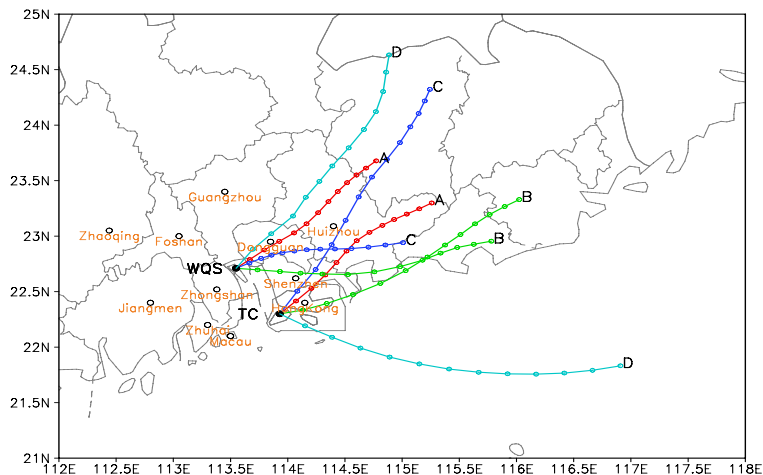 25N
24.5N
24N
23.5N
23N
22.5N
22N
21.5N
21N
D
C
A
A
B
B
C
D
Guangzhou
Zhaoqing
Foshan
Dongguan
Huizhou
WQS
Shenzhen
Zhongshan
Jiangmen
TC
HongKong
Zhuhai
Macau
112E 112.5E 113E 113.5E 114E 114.5E 115E 115.5E 116E 116.5E 117E 117.5E 118E